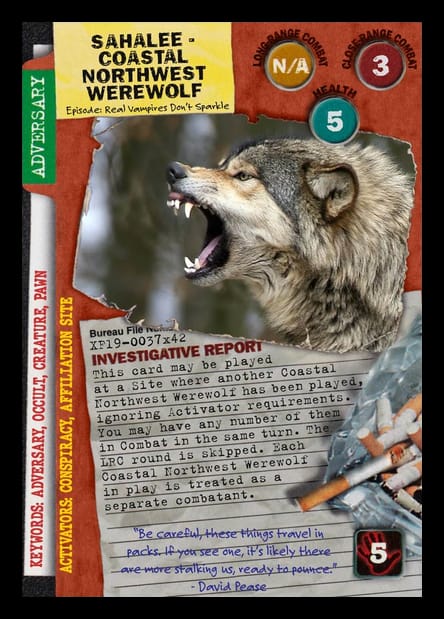 SAHALEE -
COASTAL
NORTHWEST
WEREWOLF
Episode: Real Vampires Don't Sparkle
LONG RANGE COMBAT
N/A
CLOSE RANGE COMBAT
3
HEALTH
5
ADVERSARY
KEYWORDS: ADVERSARY, OCCULT, CREATURE, PAWN
ACTIVATORS: CONSPIRACY, AFFILIATION SITE
Bureau File
XF19-0037x42
INVESTIGATIVE REPORT
This card may be played
at a Site where another Coastal
Northwest Werewolf has been played,
ignoring Activator requirements.
You may have any number of them
in Combat in the same turn. The
LRC round is skipped. Each
Coastal Northwest Werewolf
in play is treated as a
separate combatant.
"Be careful, these things travel in
packs. If you see one, it's likely there
are more stalking us, ready to pounce."
- David Pease
5